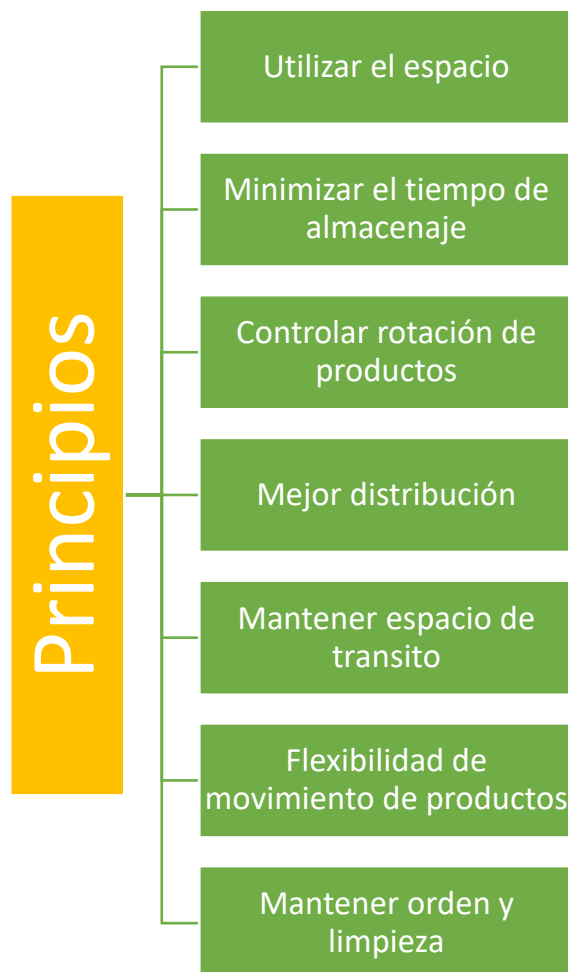 Principios
Utilizar el espacio
Minimizar el tiempo de
almacenaje
Controlar rotación de
productos
Mejor distribución
Mantener espacio de
transito
Flexibilidad de
movimiento de productos
Mantener orden y
limpieza